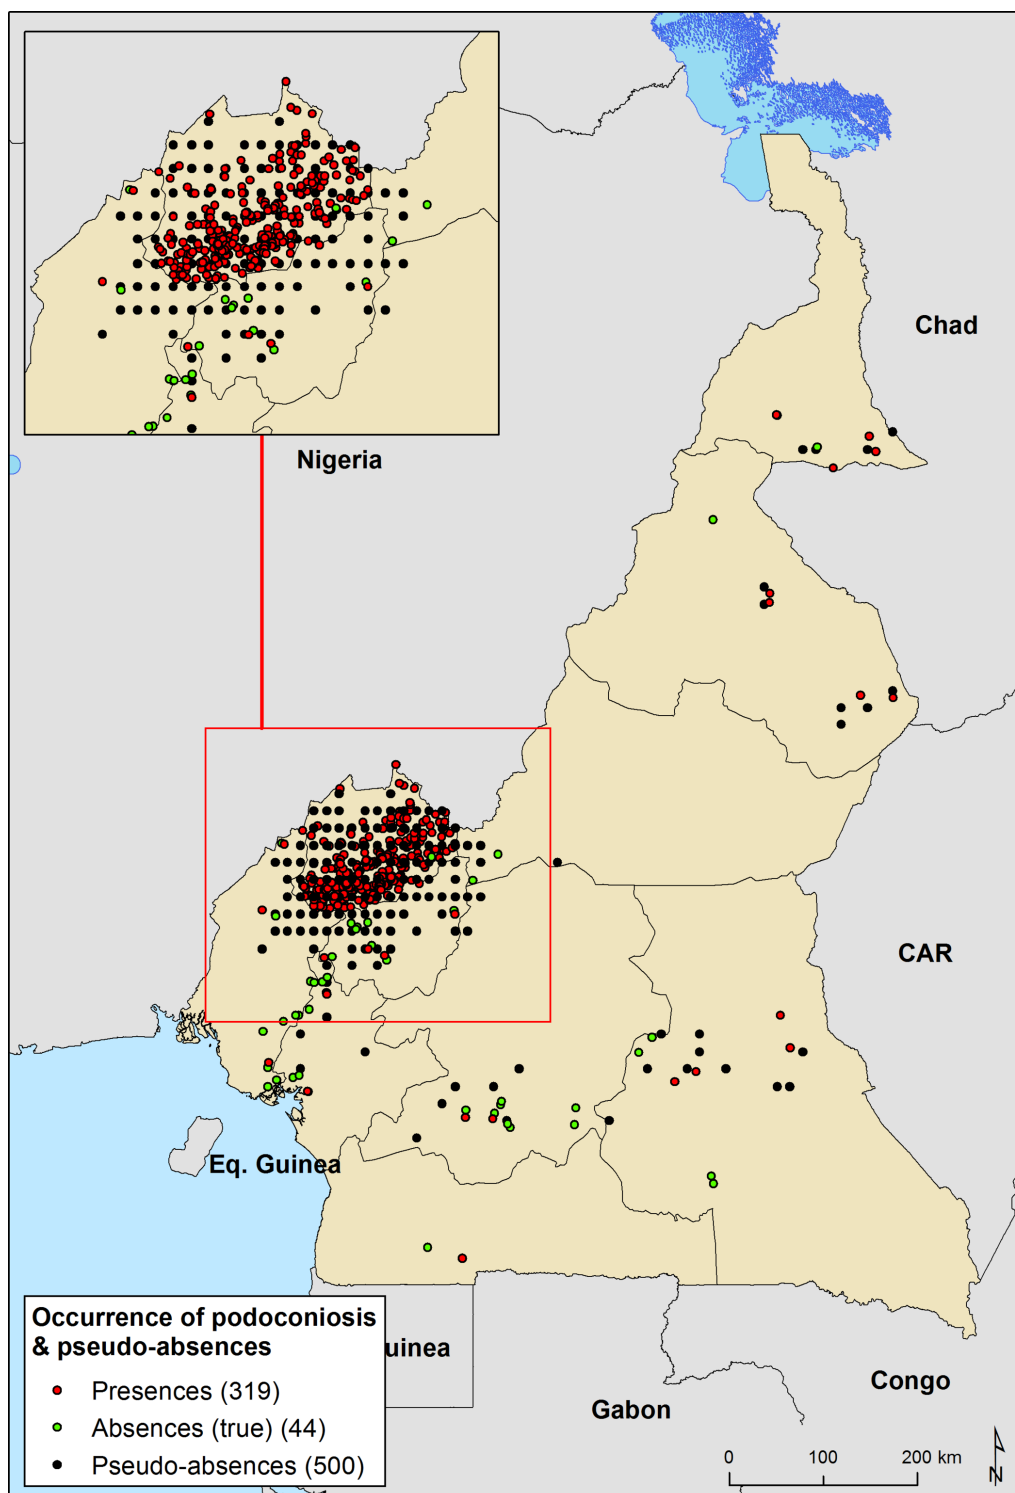 Chad
Nigeria
CAR
Eq. Guinea
uinea
Congo
Gabon
Occurrence of podoconiosis
& pseudo-absences
Presences (319)
Absences (true) (44)
Pseudo-absences (500)
0 100 200 km
N